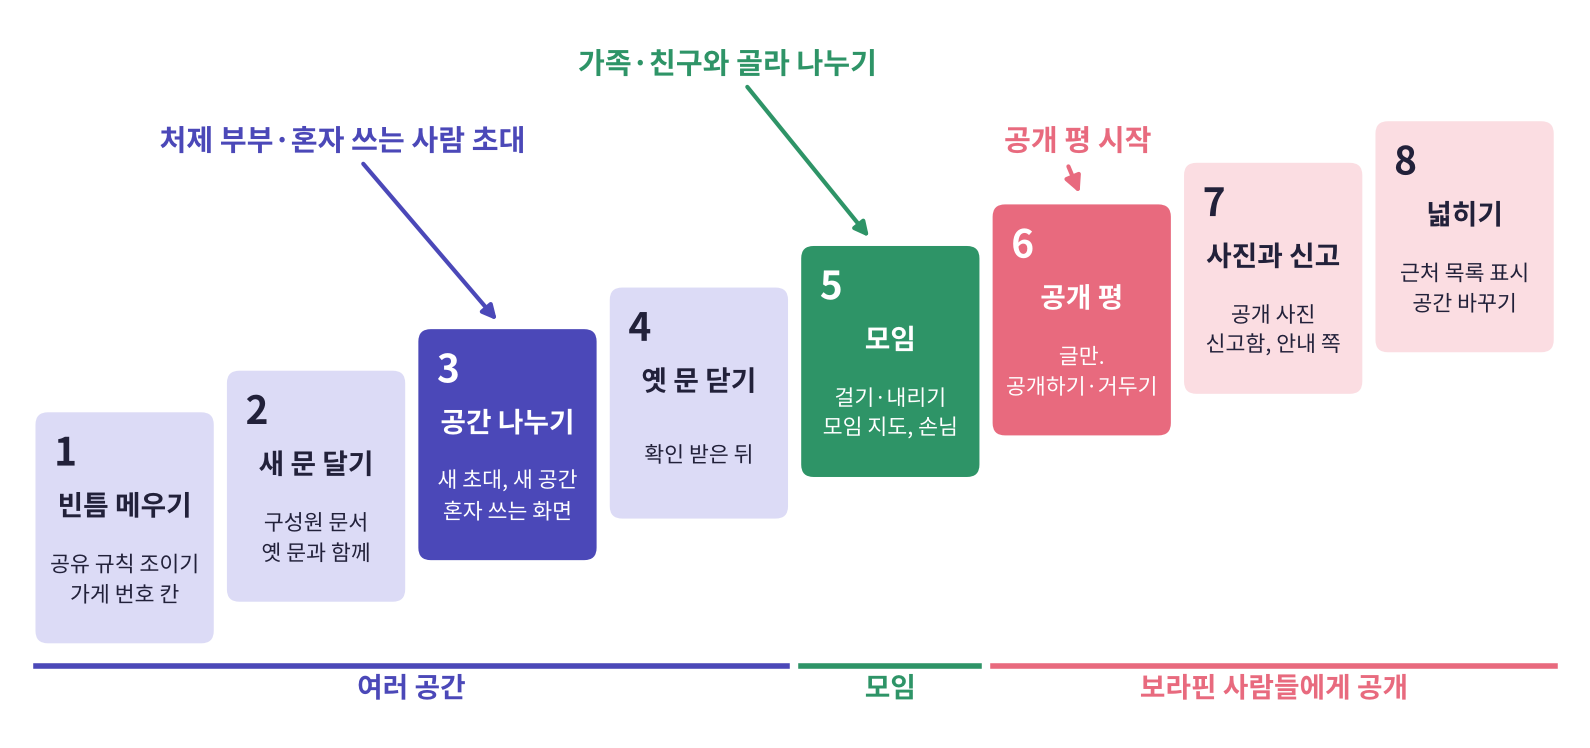 가족·친구와 골라 나누기
처제 부부·혼자 쓰는 사람 초대
공개 평 시작
1
빈틈 메우기
공유 규칙 조이기
가게 번호 칸
2
새 문 달기
구성원 문서
옛 문과 함께
3
공간 나누기
새 초대, 새 공간
혼자 쓰는 화면
4
옛 문 닫기
확인 받은 뒤
5
모임
걸기·내리기
모임 지도, 손님
6
공개 평
글만.
공개하기·거두기
7
사진과 신고
공개 사진
신고함, 안내 쪽
8
넓히기
근처 목록 표시
공간 바꾸기
여러 공간
모임
보라핀 사람들에게 공개